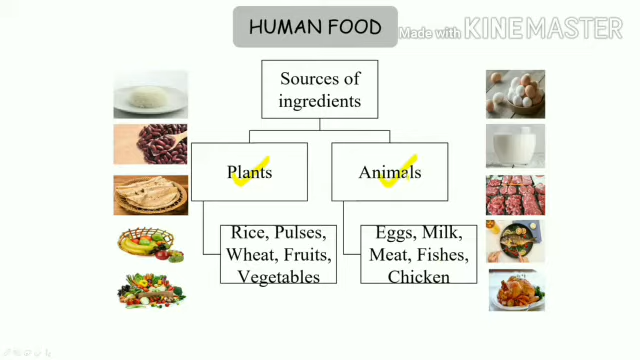 HUMAN FOOD
Made with KINEMASTER
Sources of
ingredients
Plants
Animals
Rice, Pulses,
Wheat, Fruits,
Vegetables
Eggs, Milk,
Meat, Fishes,
Chicken